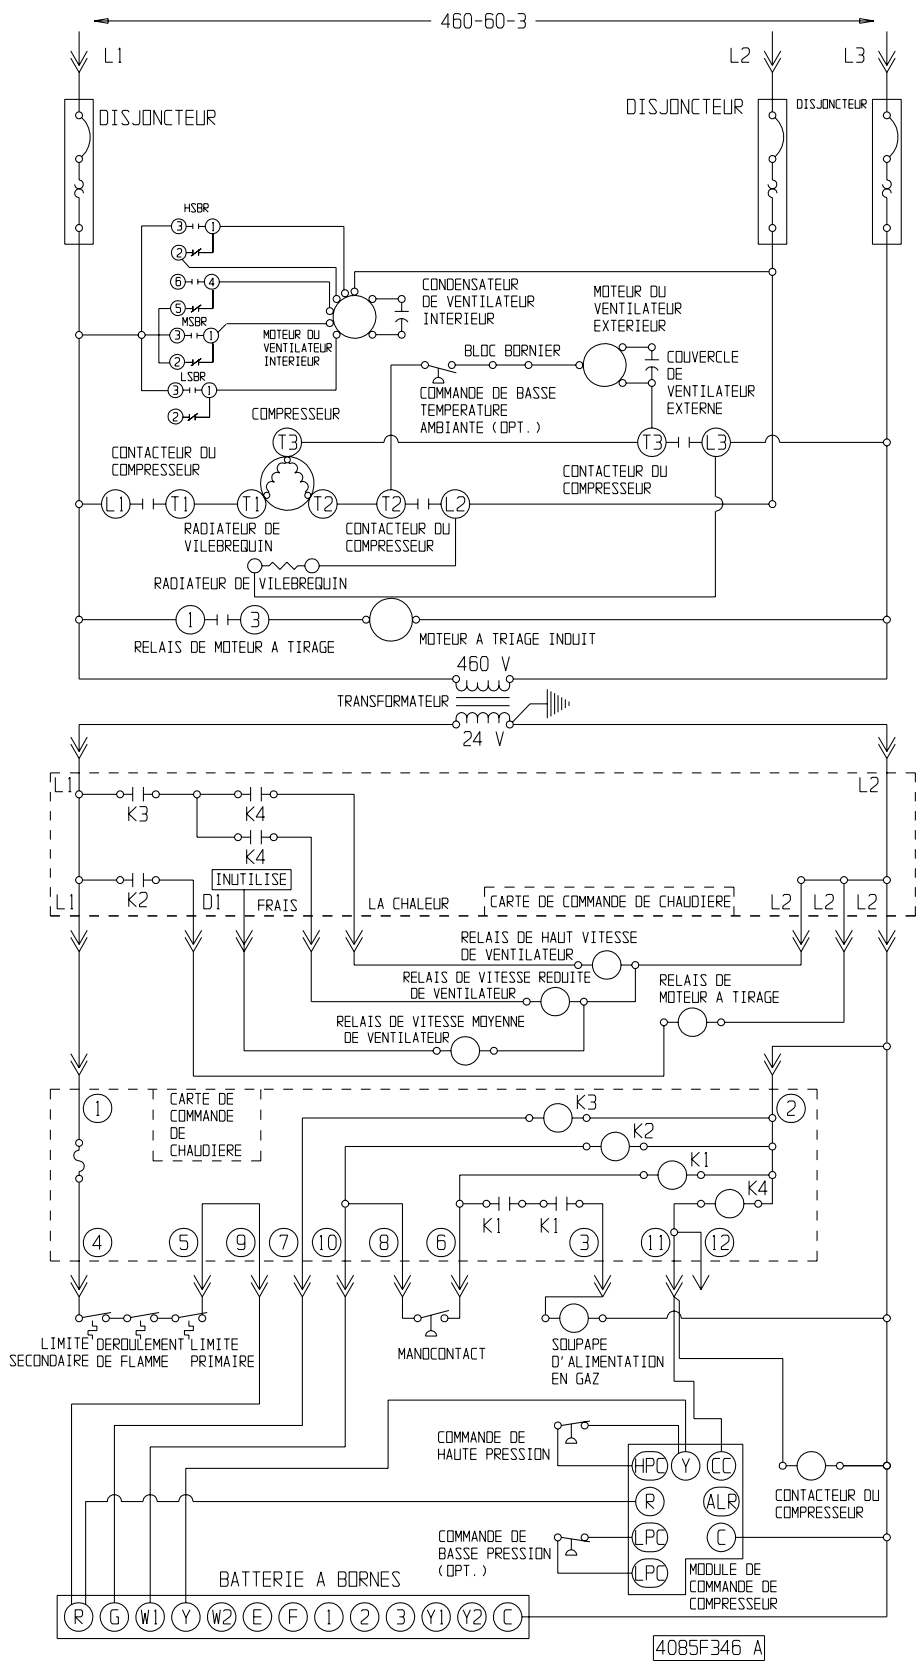 460-60-3
L1
L2
L3
DISJONCTEUR
DISJONCTEUR
DISJONCTEUR
HSBR
3
1
2
6
4
5
MSBR
3
1
2
LSBR
3
1
2
MOTEUR DU
VENTILATEUR
INTERIEUR
CONDENSATEUR
DE VENTILATEUR
INTERIEUR
MOTEUR DU
VENTILATEUR
EXTERIEUR
BLOC BORNIER
COUVERCLE
DE
VENTILATEUR
EXTERNE
COMMANDE DE BASSE
TEMPERATURE
AMBIANTE (OPT.)
COMPRESSEUR
T3
T3
L3
CONTACTEUR DU
COMPRESSEUR
CONTACTEUR DU
COMPRESSEUR
L1
T1
T1
T2
T2
L2
RADIATEUR DE
VILEBREQUIN
CONTACTEUR DU
COMPRESSEUR
RADIATEUR DE VILEBREQUIN
1
3
RELAIS DE MOTEUR A TIRAGE
MOTEUR A TRIAGE INDUIT
460 V
TRANSFORMATEUR
24 V
L1
L2
K3
K4
K4
K2
INUTILISE
L1
D1
FRAIS
LA CHALEUR
CARTE DE COMMANDE DE CHAUDIERE
L2
L2
L2
RELAIS DE HAUT VITESSE
DE VENTILATEUR
RELAIS DE VITESSE REDUITE
DE VENTILATEUR
RELAIS DE
MOTEUR A TIRAGE
RELAIS DE VITESSE MOYENNE
DE VENTILATEUR
1
CARTE DE
COMMANDE
DE
CHAUDIERE
K3
2
K2
K1
K4
K1
K1
4
5
9
7
10
8
6
3
11
12
LIMITE
SECONDAIRE
DEROULEMENT
DE FLAMME
LIMITE
PRIMAIRE
MANOCONTACT
SOUPAPE
D'ALIMENTATION
EN GAZ
COMMANDE DE
HAUTE PRESSION
HPC
Y
CC
R
ALR
LPC
C
LPC
CONTACTEUR DU
COMPRESSEUR
COMMANDE DE
BASSE PRESSION
(OPT.)
MODULE DE
COMMANDE DE
COMPRESSEUR
BATTERIE A BORNES
R G W1 Y W2 E F 1 2 3 Y1 Y2 C
4085F346 A